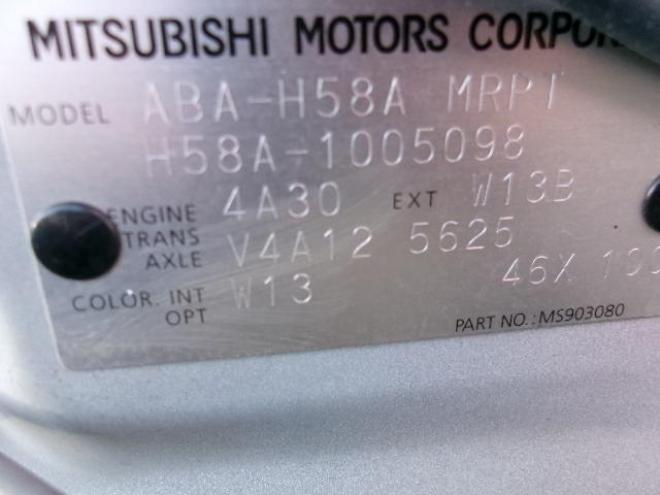 MITSUBISHI MOTORS CORPOR
MODEL ABA-H58A MRPT
H58A-1005098
ENGINE 4A30 EXT W13B
TRANS AXLE V4A12 5625
COLOR. INT W13 46X
OPT
PART NO.: MS903080